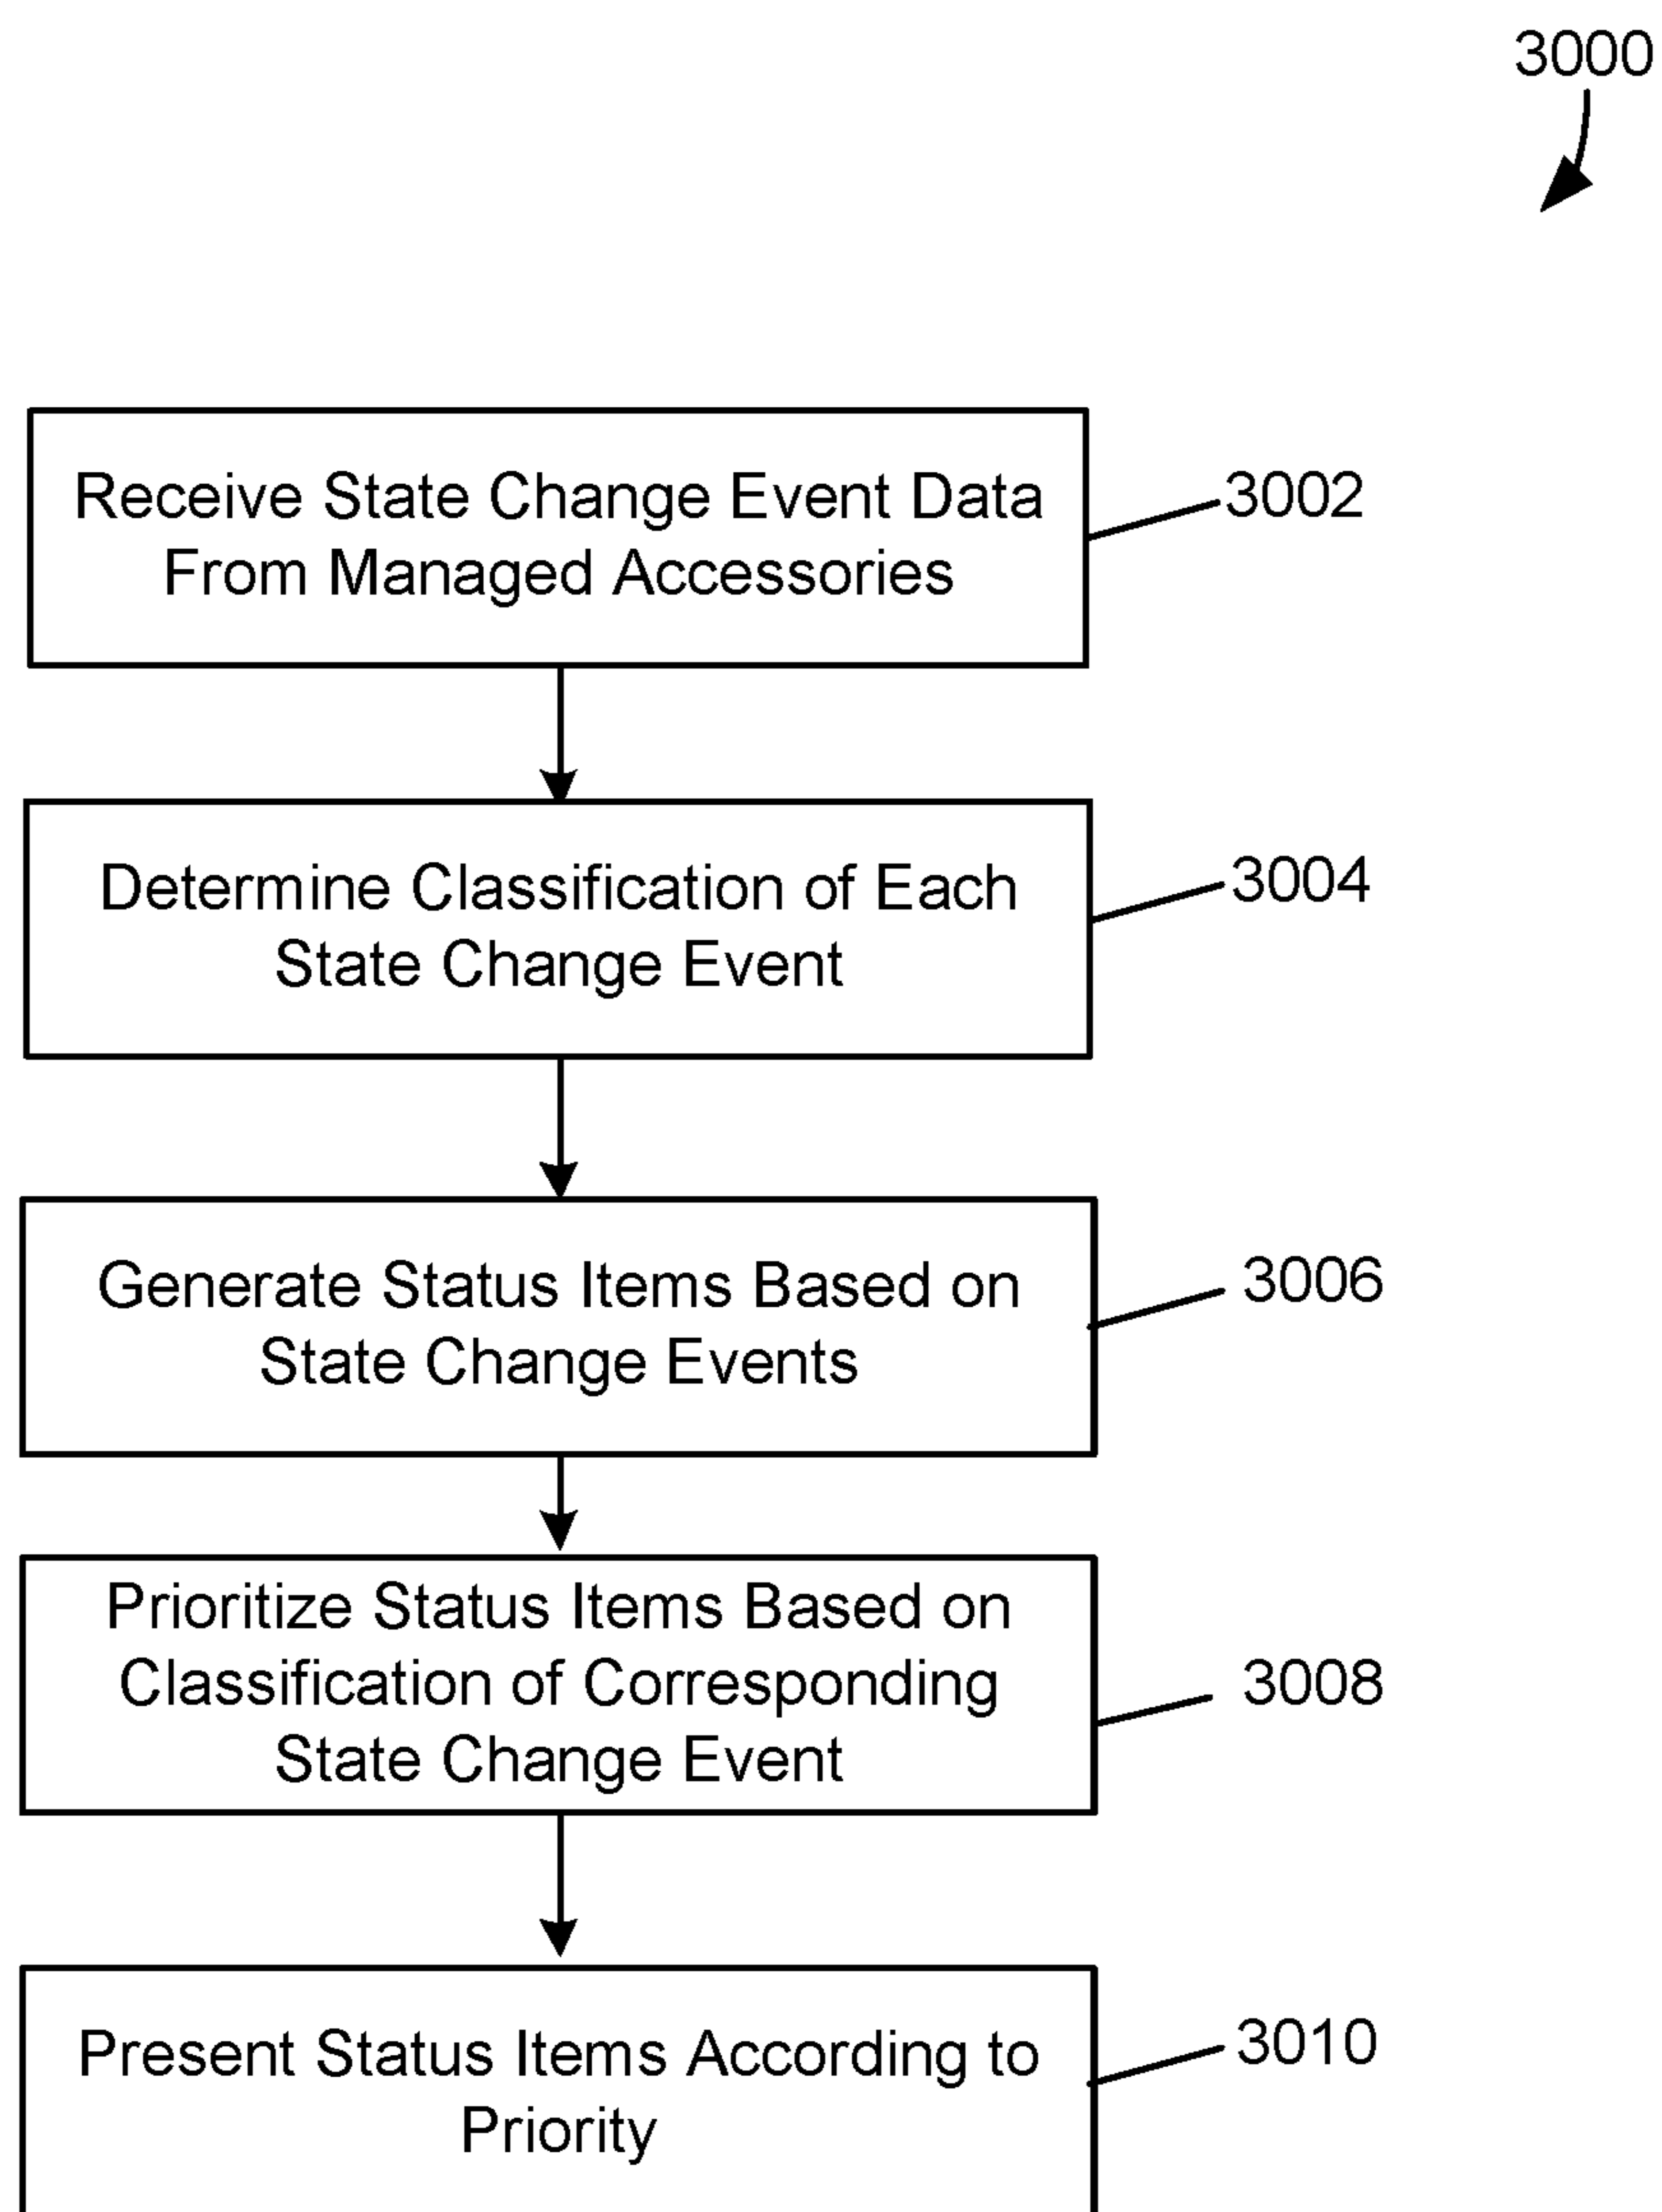 3000
Receive State Change Event Data
From Managed Accessories
3002
Determine Classification of Each
State Change Event
3004
Generate Status Items Based on
State Change Events
3006
Prioritize Status Items Based on
Classification of Corresponding
State Change Event
3008
Present Status Items According to
Priority
3010